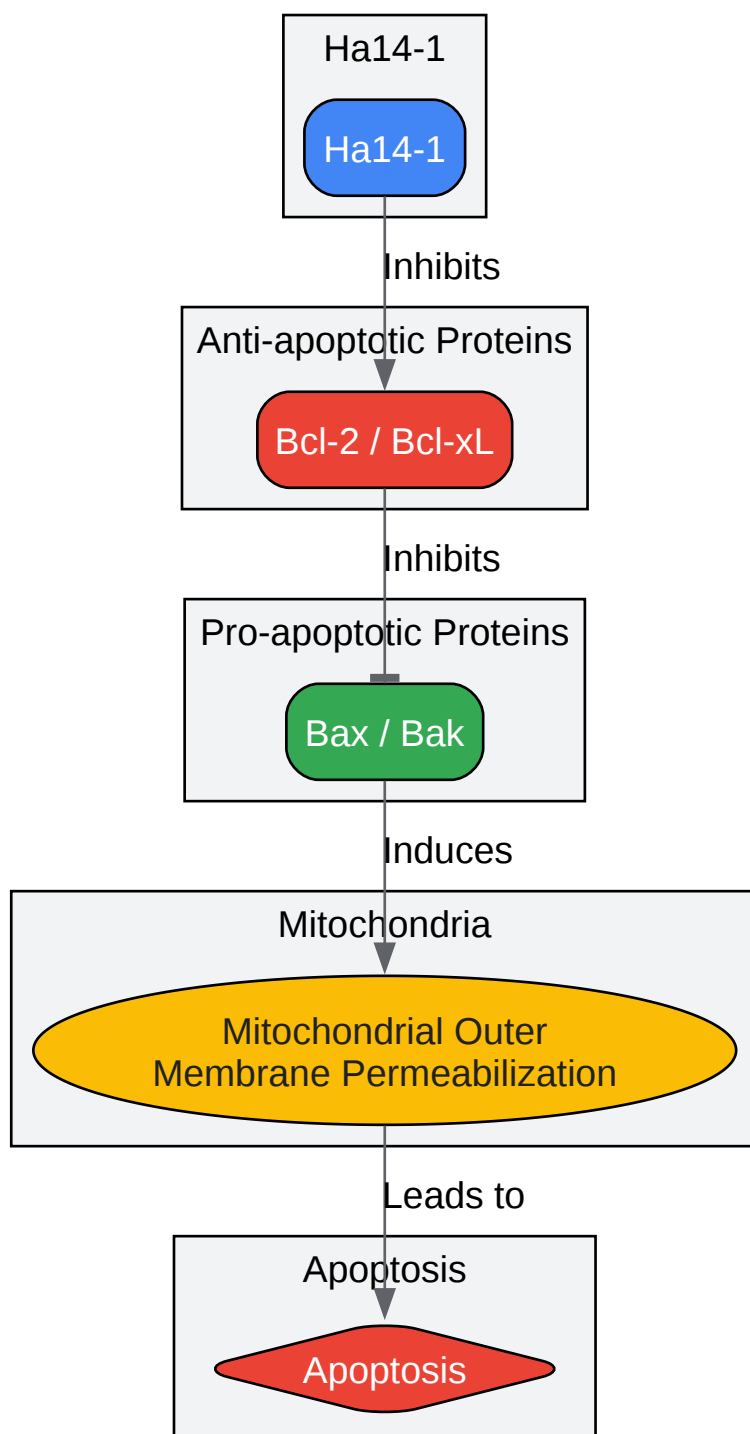 Ha14-1
Ha14-1
Inhibits
Anti-apoptotic Proteins
Bcl-2 / Bcl-xL
Inhibits
Pro-apoptotic Proteins
Bax / Bak
Induces
Mitochondria
Mitochondrial Outer
Membrane Permeabilization
Leads to
Apoptosis
Apoptosis